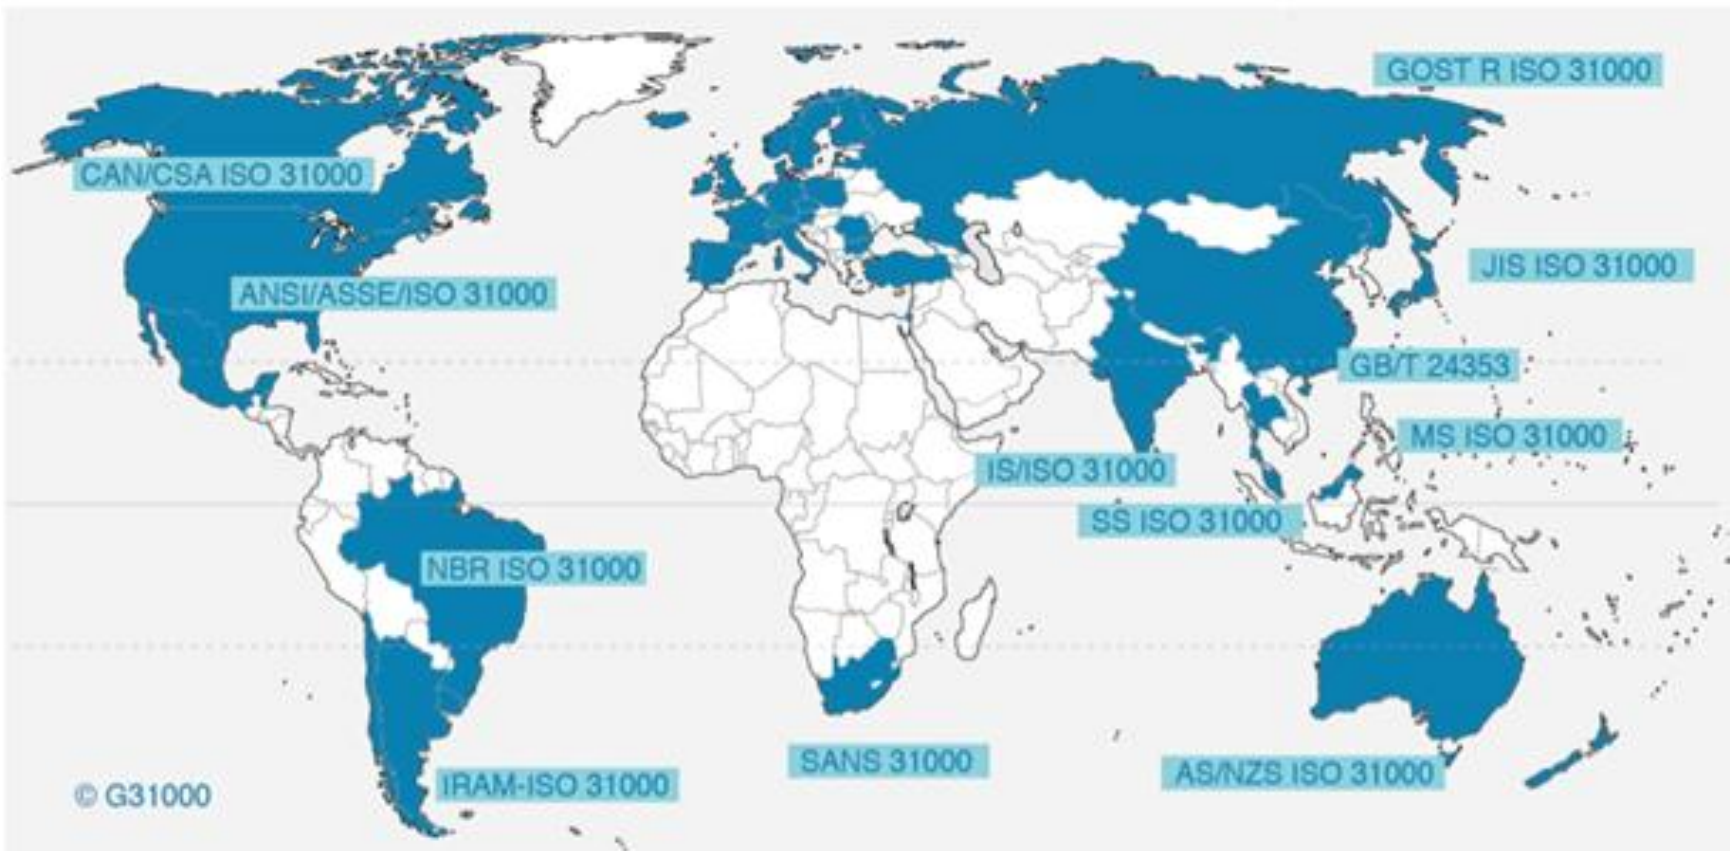 GOST R ISO 31000
CAN/CSA ISO 31000
JIS ISO 31000
ANSI/ASSE/ISO 31000
GB/T 24353
MS ISO 31000
IS/ISO 31000
SS ISO 31000
NBR ISO 31000
SANS 31000
AS/NZS ISO 31000
IRAM-ISO 31000
© G31000